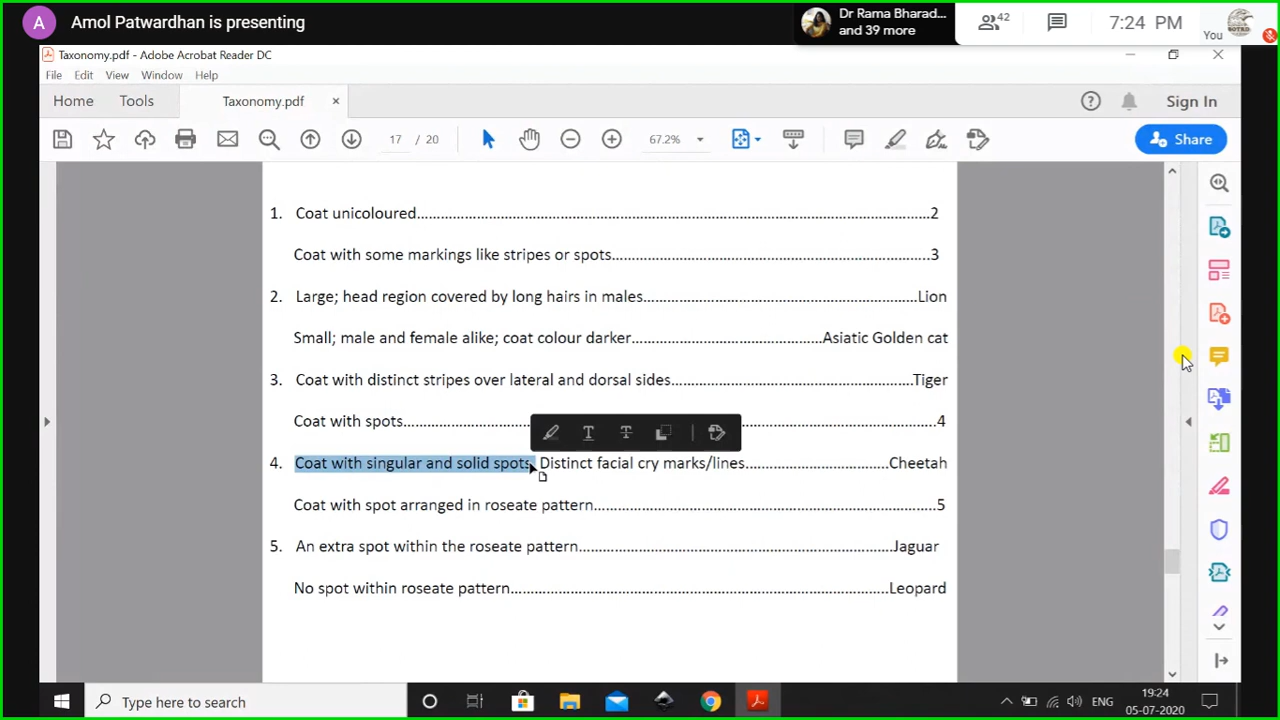 A Amol Patwardhan is presenting
Dr Rama Bharad...
and 39 more
42
7:24 PM
You
Taxonomy.pdf - Adobe Acrobat Reader DC
File Edit View Window Help
Home Tools Taxonomy.pdf × Sign In
17 / 20 67.2% Share
1. Coat unicoloured..........2
Coat with some markings like stripes or spots..........3
2. Large; head region covered by long hairs in males..........Lion
Small; male and female alike; coat colour darker..........Asiatic Golden cat
3. Coat with distinct stripes over lateral and dorsal sides..........Tiger
Coat with spots..........4
4. Coat with singular and solid spots. Distinct facial cry marks/lines..........Cheetah
Coat with spot arranged in roseate pattern..........5
5. An extra spot within the roseate pattern..........Jaguar
No spot within roseate pattern..........Leopard
Type here to search
ENG
19:24
05-07-2020